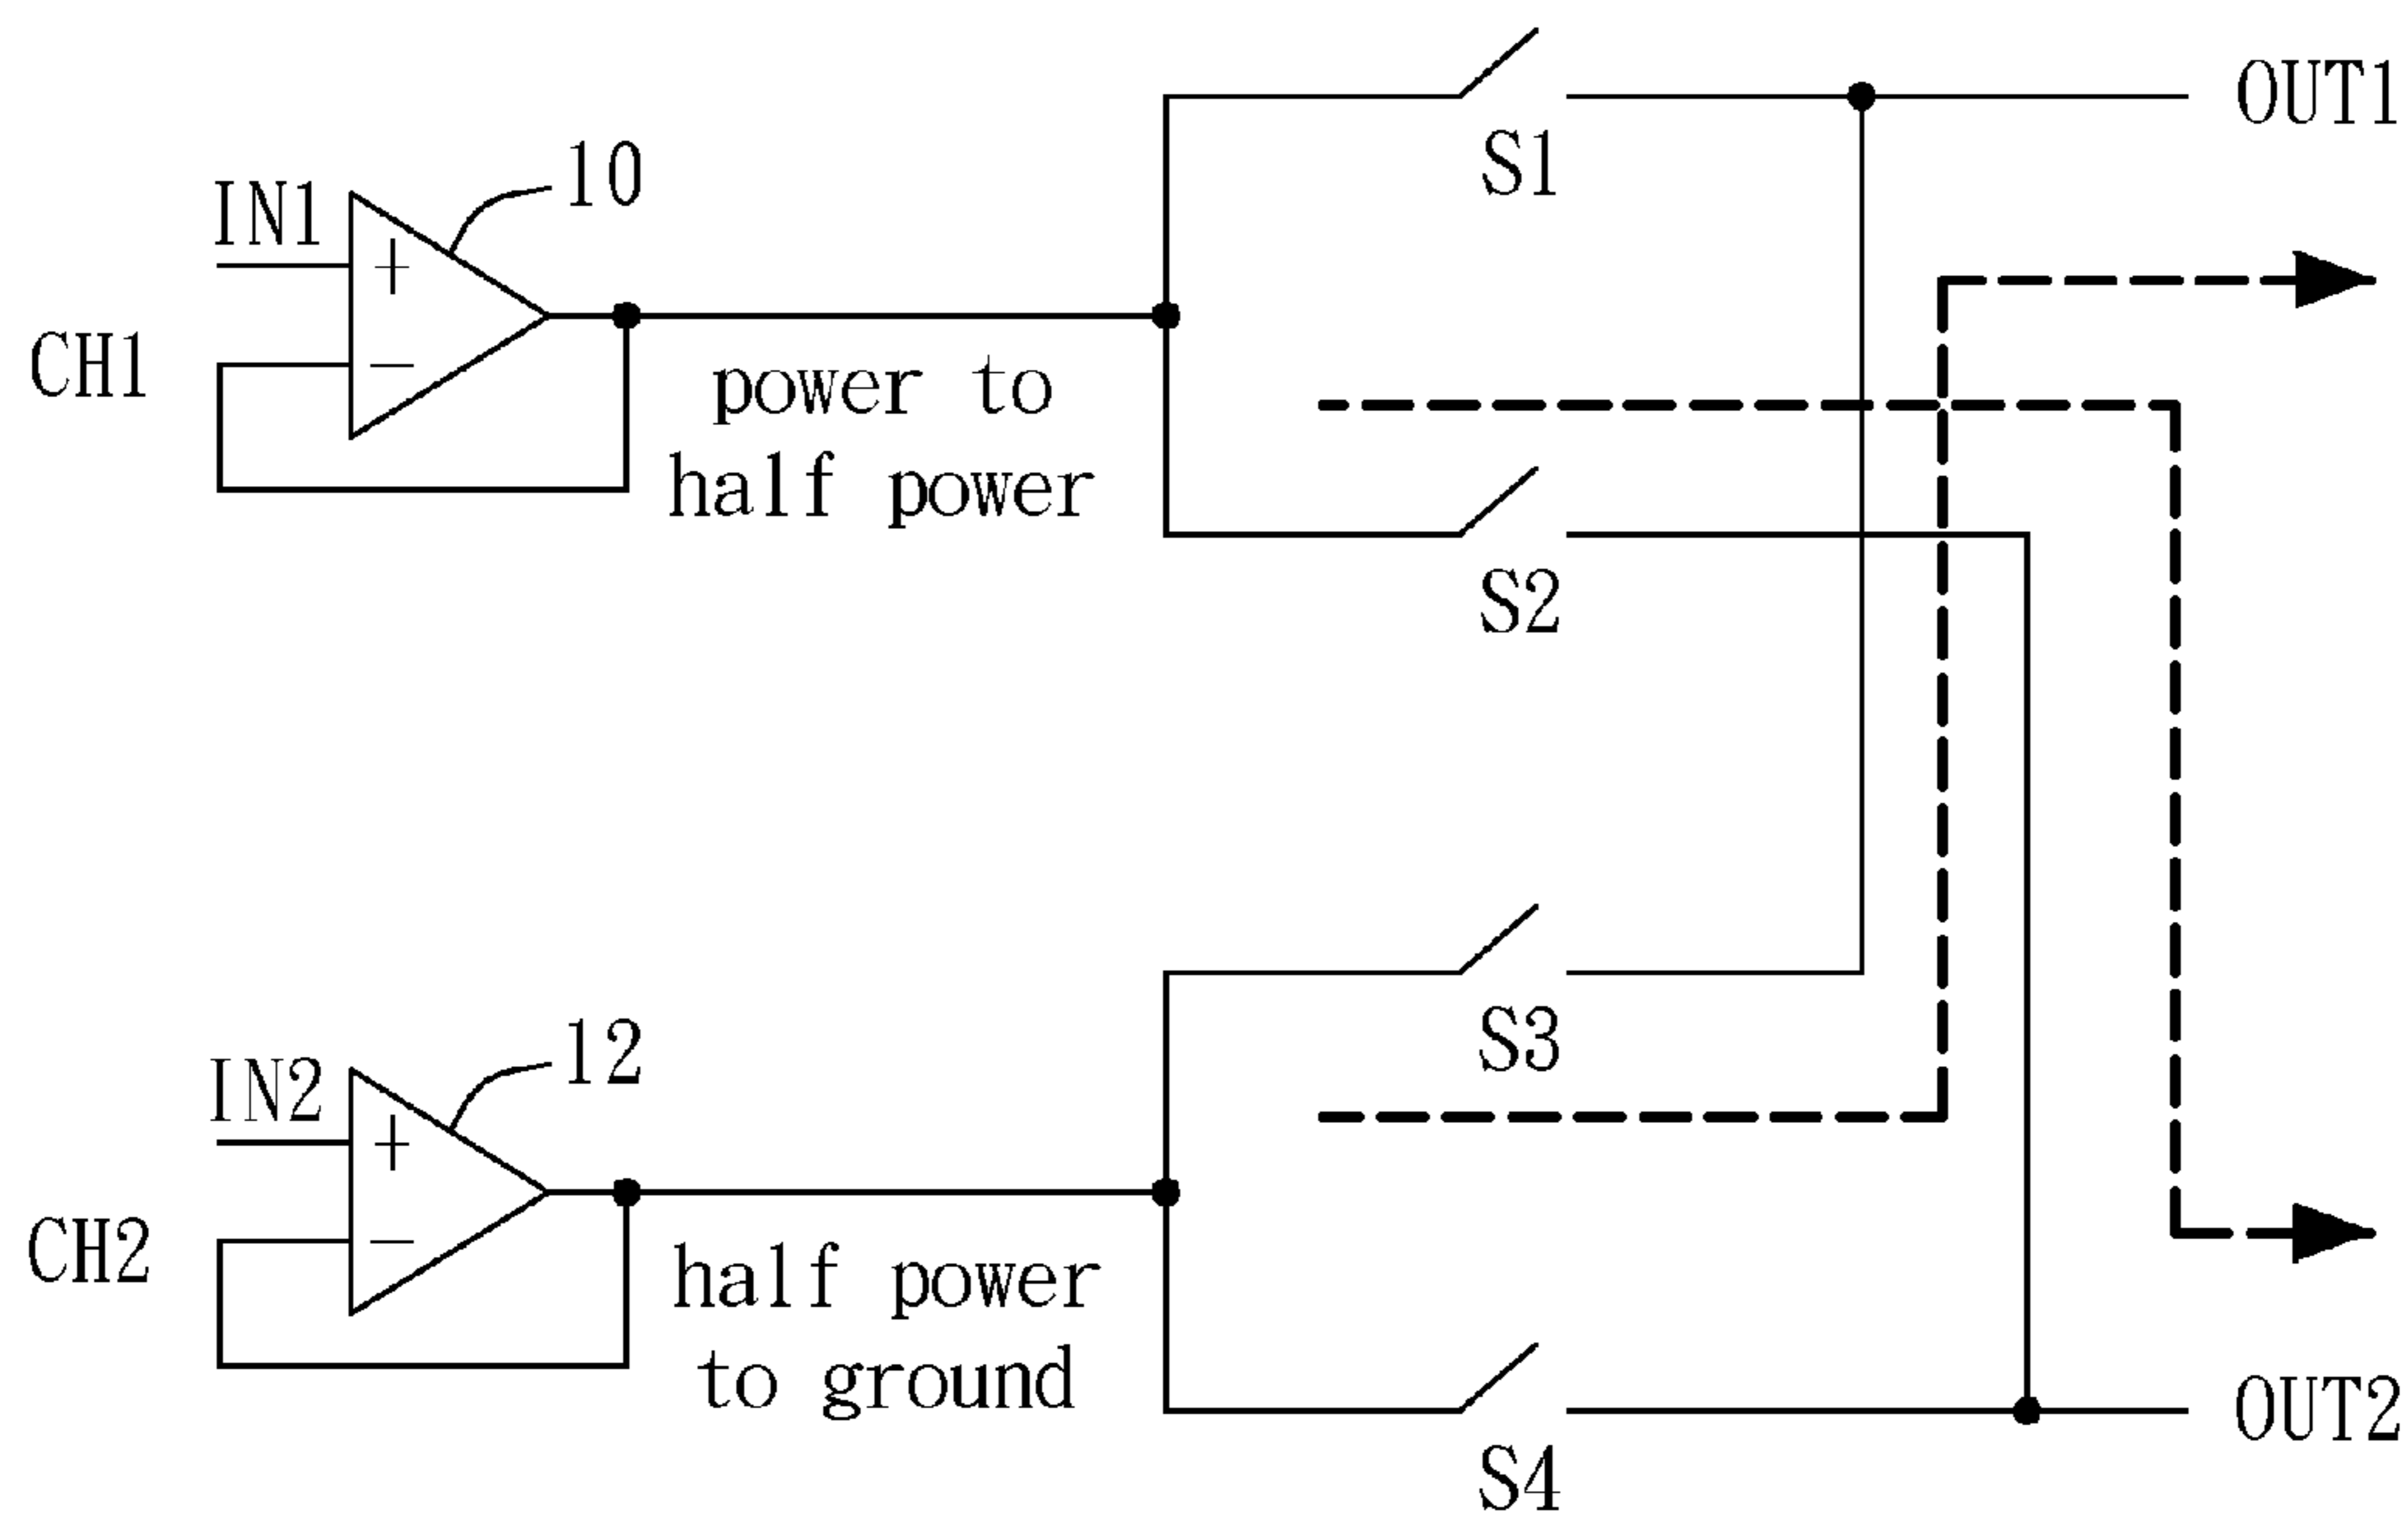 OUT1
S1
10
IN1
+
CH1
−
power to
half power
S2
S3
12
IN2
+
CH2
−
half power
to ground
OUT2
S4